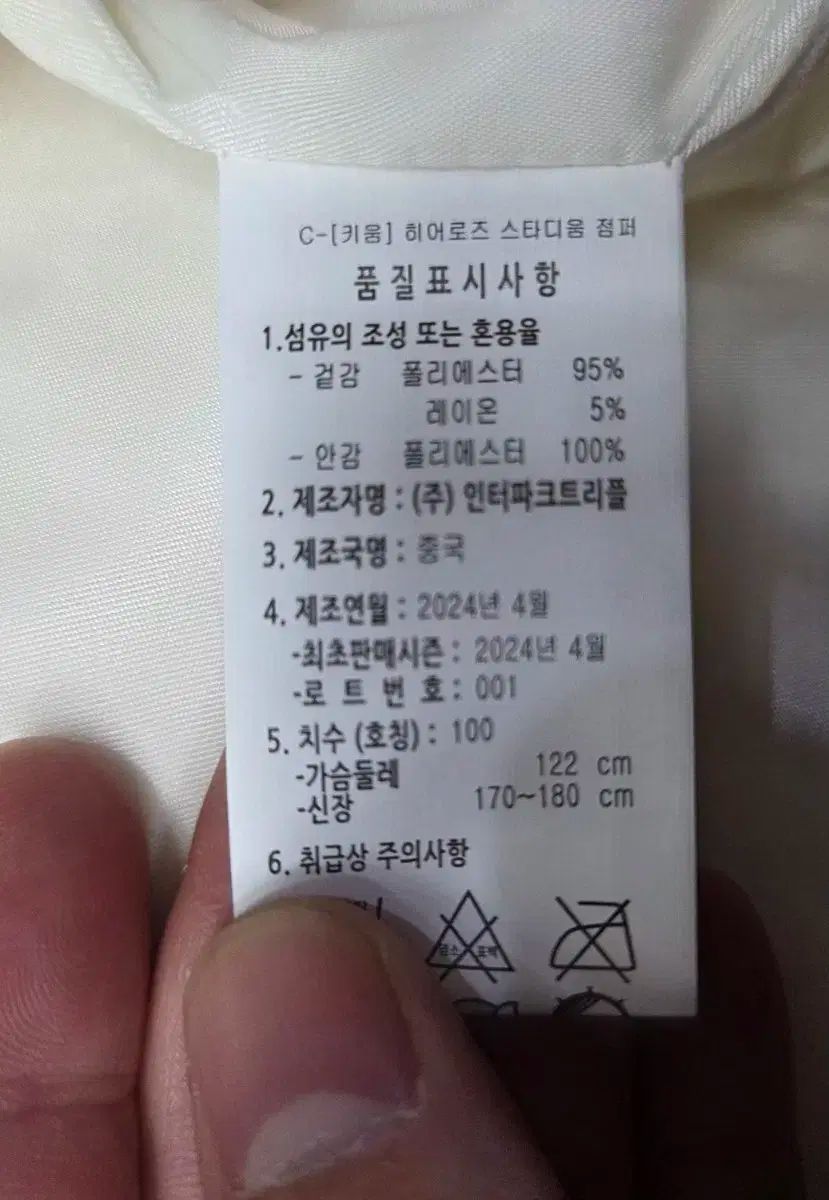 C-[키움] 히어로즈 스타디움 점퍼
품질표시사항
1.섬유의 조성 또는 혼용율
- 겉감 폴리에스터 95%
레이온 5%
- 안감 폴리에스터 100%
2. 제조자명 : (주) 인터파크트리플
3. 제조국명 : 중국
4. 제조연월 : 2024년 4월
-최초판매시즌 : 2024년 4월
-로 트 번 호 : 001
5. 치수 (호칭) : 100
-가슴둘레 122 cm
-신장 170~180 cm
6. 취급상 주의사항
염소 표백